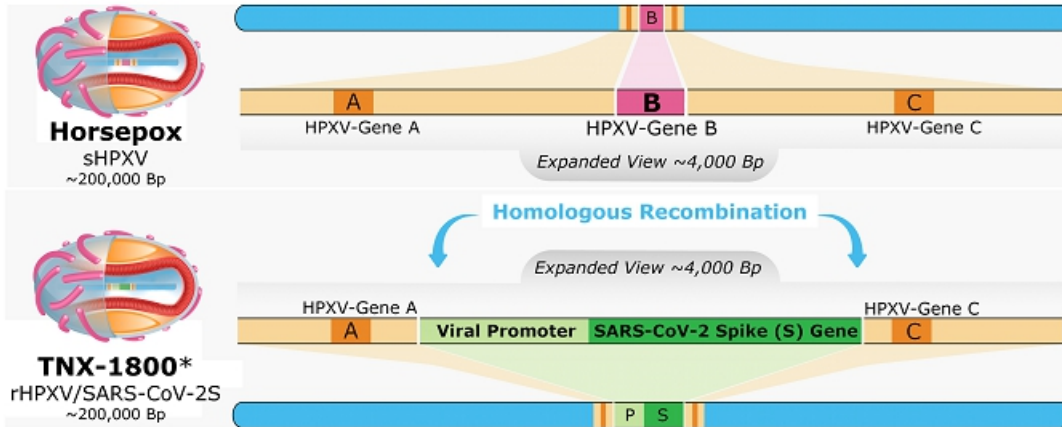 B
A
B
C
HPXV-Gene A
HPXV-Gene B
HPXV-Gene C
Horsepox
sHPXV
~200,000 Bp
Expanded View ~4,000 Bp
Homologous Recombination
Expanded View ~4,000 Bp
HPXV-Gene A
HPXV-Gene C
A
Viral Promoter
SARS-CoV-2 Spike (S) Gene
C
TNX-1800*
rHPXV/SARS-CoV-2S
~200,000 Bp
P
S